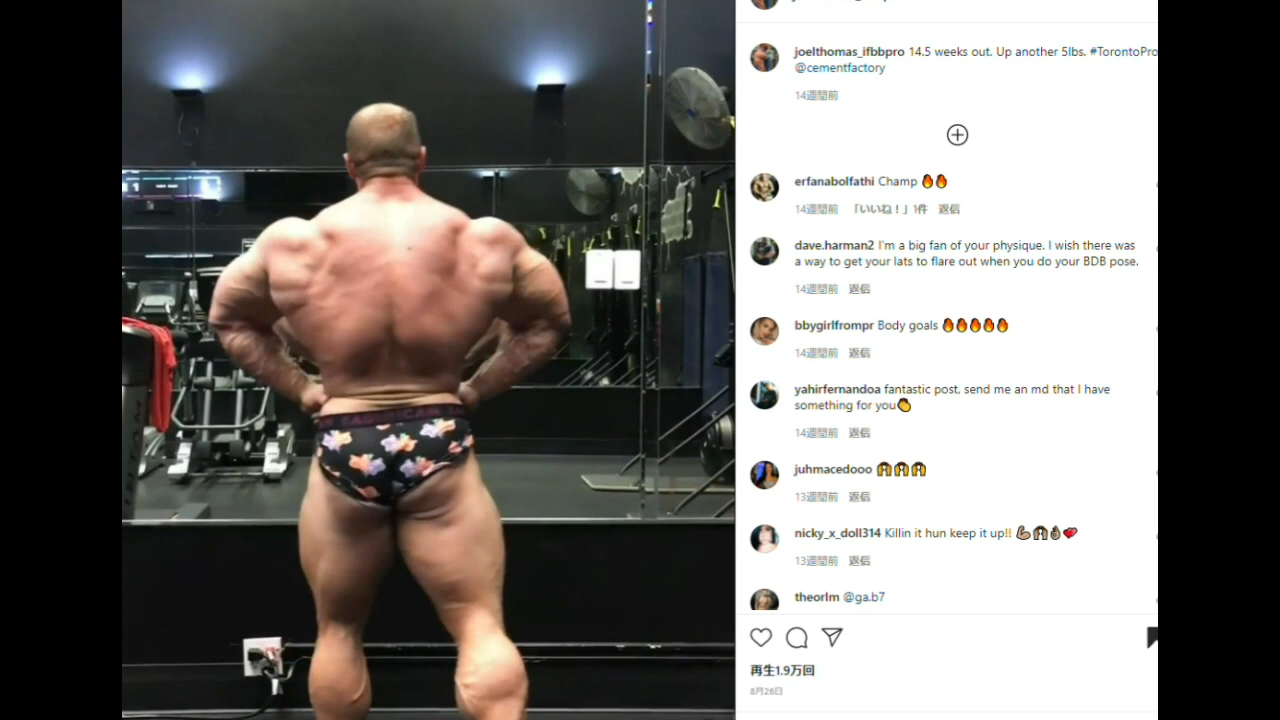 joelthomas_ifbbpro 14.5 weeks out. Up another 5lbs. #TorontoPro
@cementfactory
14週間前
erfanabolfathi Champ 🔥🔥
14週間前 「いいね！」1件 返信
dave.harman2 I'm a big fan of your physique. I wish there was
a way to get your lats to flare out when you do your BDB pose.
14週間前 返信
bbygirlfrompr Body goals 🔥🔥🔥🔥🔥
14週間前 返信
yahirfernandoa fantastic post, send me an md that I have
something for you
14週間前 返信
juhmacedooo
13週間前 返信
nicky_x_doll314 Killin it hun keep it up!!
13週間前 返信
theorlm @ga.b7
再生1.9万回
8月26日